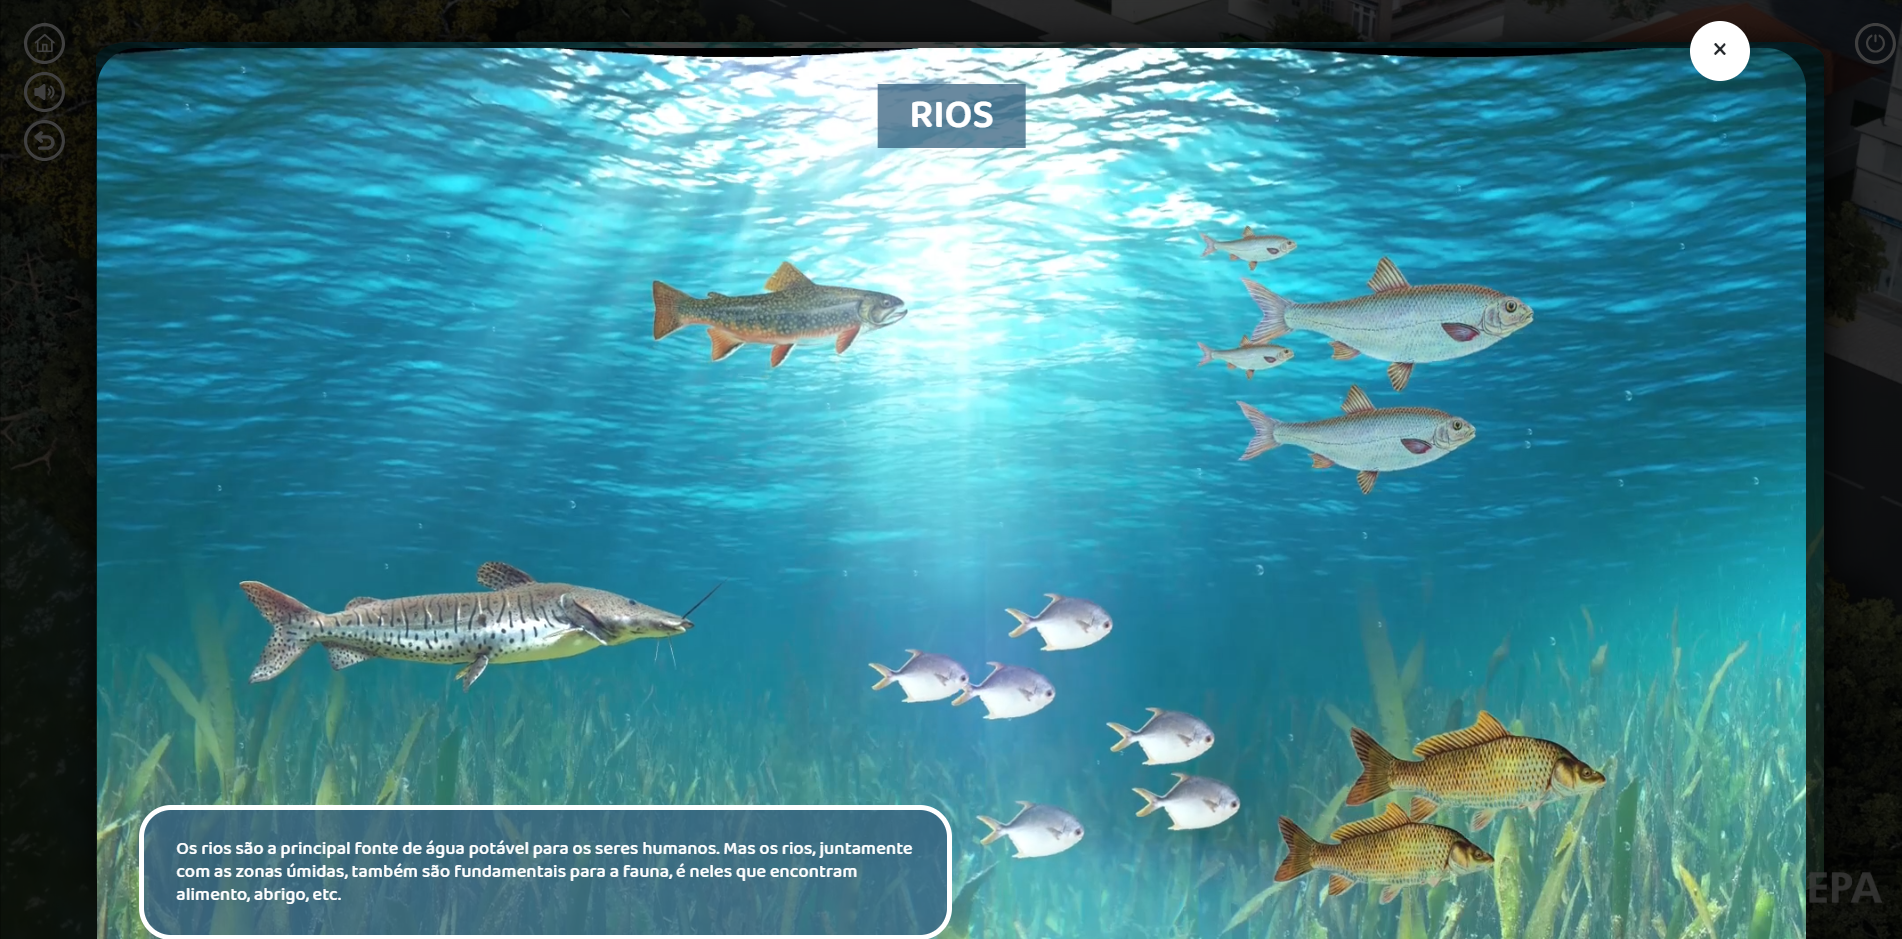 RIOS
Os rios são a principal fonte de água potável para os seres humanos. Mas os rios, juntamente
com as zonas úmidas, também são fundamentais para a fauna, é neles que encontram
alimento, abrigo, etc.
EPA